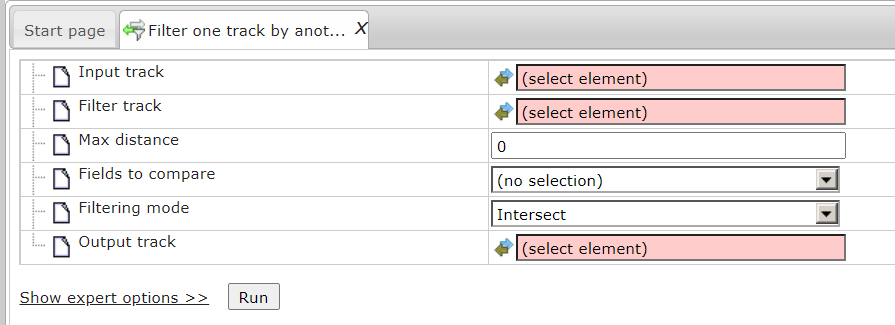 Start page
Filter one track by anot... X
Input track (select element)
Filter track (select element)
Max distance 0
Fields to compare (no selection)
Filtering mode Intersect
Output track (select element)
Show expert options >> Run